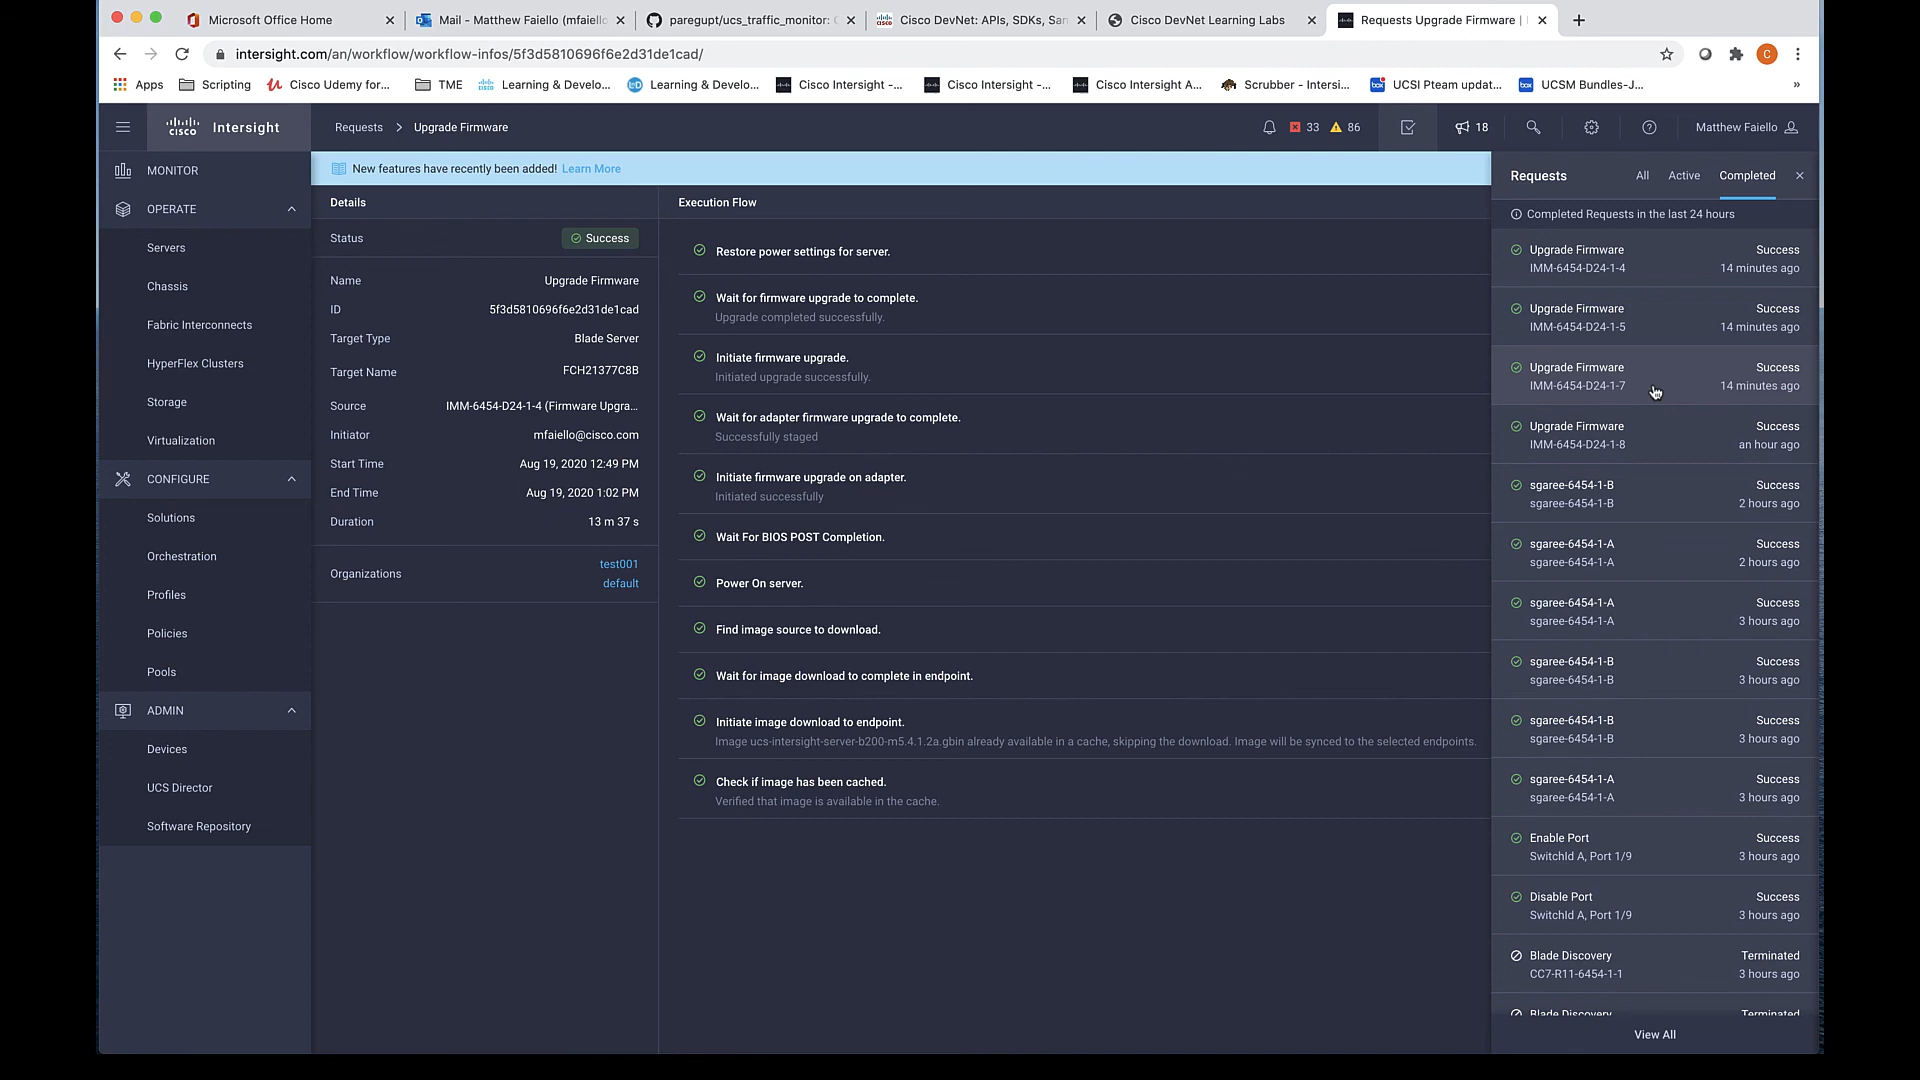 Microsoft Office Home
Mail - Matthew Faiello (mfaiello
paregupt/ucs_traffic_monitor:
Cisco DevNet: APIs, SDKs, San
Cisco DevNet Learning Labs
Requests Upgrade Firmware |
intersight.com/an/workflow/workflow-infos/5f3d5810696f6e2d31de1cad/
C
Apps
Scripting
Cisco Udemy for...
TME
Learning & Develo...
Learning & Develo...
Cisco Intersight -...
Cisco Intersight -...
Cisco Intersight A...
Scrubber - Intersi...
UCSI Pteam updat...
UCSM Bundles-J...
»
CISCO Intersight
Requests > Upgrade Firmware
33
86
18
Matthew Faiello
MONITOR
OPERATE
Servers
Chassis
Fabric Interconnects
HyperFlex Clusters
Storage
Virtualization
CONFIGURE
Solutions
Orchestration
Profiles
Policies
Pools
ADMIN
Devices
UCS Director
Software Repository
New features have recently been added! Learn More
Details
Status Success
Name Upgrade Firmware
ID 5f3d5810696f6e2d31de1cad
Target Type Blade Server
Target Name FCH21377C8B
Source IMM-6454-D24-1-4 (Firmware Upgra...
Initiator mfaiello@cisco.com
Start Time Aug 19, 2020 12:49 PM
End Time Aug 19, 2020 1:02 PM
Duration 13 m 37 s
Organizations test001
default
Execution Flow
Restore power settings for server.
Wait for firmware upgrade to complete.
Upgrade completed successfully.
Initiate firmware upgrade.
Initiated upgrade successfully.
Wait for adapter firmware upgrade to complete.
Successfully staged
Initiate firmware upgrade on adapter.
Initiated successfully
Wait For BIOS POST Completion.
Power On server.
Find image source to download.
Wait for image download to complete in endpoint.
Initiate image download to endpoint.
Image ucs-intersight-server-b200-m5.4.1.2a.gbin already available in a cache, skipping the download. Image will be synced to the selected endpoints.
Check if image has been cached.
Verified that image is available in the cache.
Requests All Active Completed
Completed Requests in the last 24 hours
Upgrade Firmware Success
IMM-6454-D24-1-4 14 minutes ago
Upgrade Firmware Success
IMM-6454-D24-1-5 14 minutes ago
Upgrade Firmware Success
IMM-6454-D24-1-7 14 minutes ago
Upgrade Firmware Success
IMM-6454-D24-1-8 an hour ago
sgaree-6454-1-B Success
sgaree-6454-1-B 2 hours ago
sgaree-6454-1-A Success
sgaree-6454-1-A 2 hours ago
sgaree-6454-1-A Success
sgaree-6454-1-A 3 hours ago
sgaree-6454-1-B Success
sgaree-6454-1-B 3 hours ago
sgaree-6454-1-B Success
sgaree-6454-1-B 3 hours ago
sgaree-6454-1-A Success
sgaree-6454-1-A 3 hours ago
Enable Port Success
SwitchId A, Port 1/9 3 hours ago
Disable Port Success
SwitchId A, Port 1/9 3 hours ago
Blade Discovery Terminated
CC7-R11-6454-1-1 3 hours ago
Blade Discovery Terminated
View All